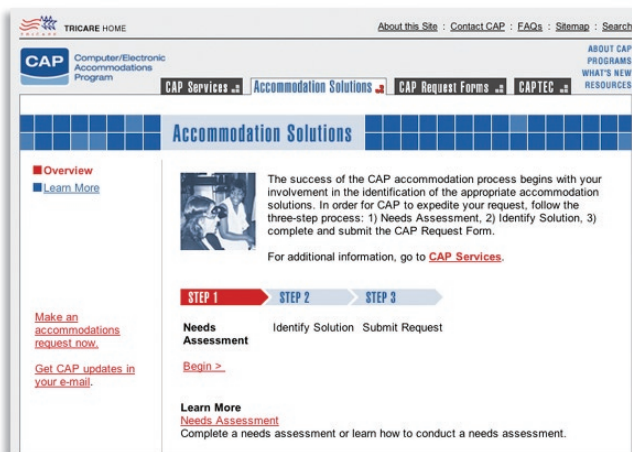 TRICARE
TRICARE HOME
About this Site : Contact CAP : FAQs : Sitemap : Search
CAP
Computer/Electronic
Accommodations
Program
ABOUT CAP
PROGRAMS
WHAT'S NEW
RESOURCES
CAP Services
Accommodation Solutions
CAP Request Forms
CAPTEC
Accommodation Solutions
Overview
Learn More
The success of the CAP accommodation process begins with your
involvement in the identification of the appropriate accommodation
solutions. In order for CAP to expedite your request, follow the
three-step process: 1) Needs Assessment, 2) Identify Solution, 3)
complete and submit the CAP Request Form.
For additional information, go to CAP Services.
STEP 1 STEP 2 STEP 3
Needs
Assessment
Identify Solution
Submit Request
Begin >
Make an
accommodations
request now.
Get CAP updates in
your e-mail.
Learn More
Needs Assessment
Complete a needs assessment or learn how to conduct a needs assessment.